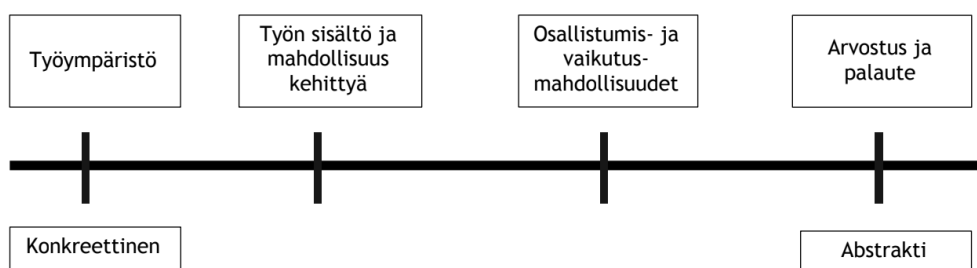 Työympäristö
Työn sisältö ja
mahdollisuus
kehittyä
Osallistumis- ja
vaikutus-
mahdollisuudet
Arvostus ja
palaute
Konkreettinen
Abstrakti